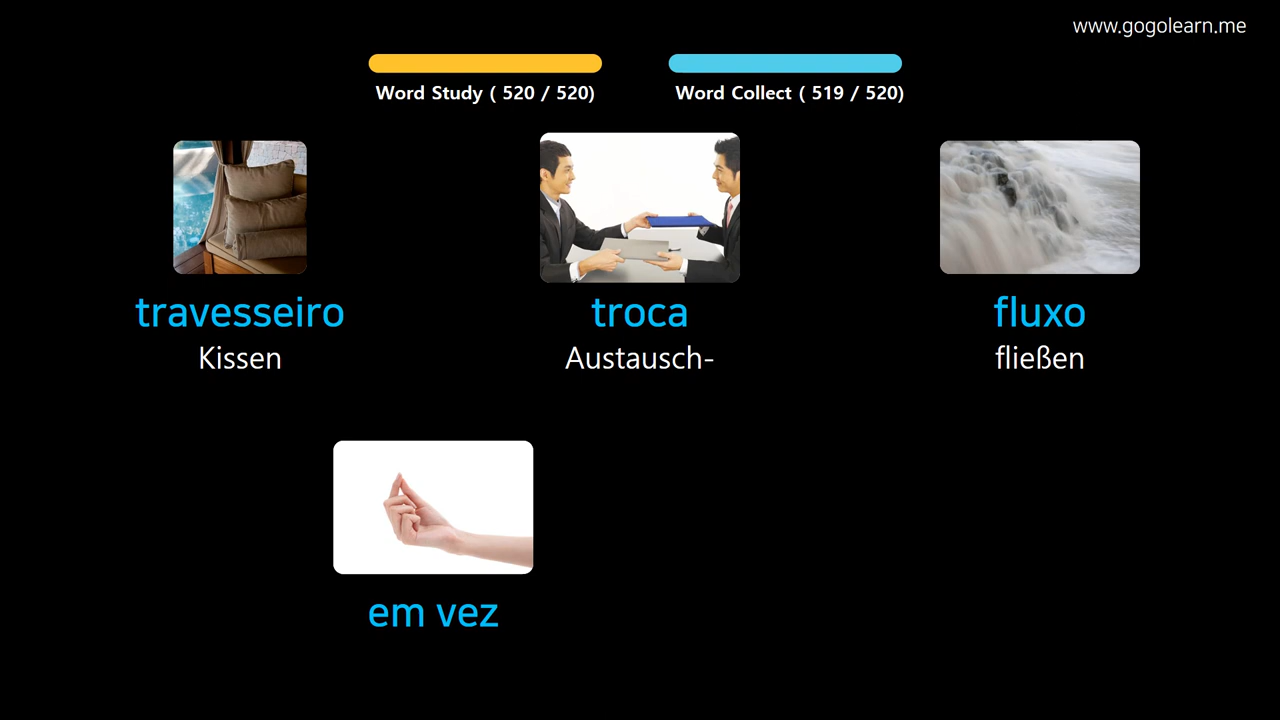 www.gogolearn.me
Word Study ( 520 / 520)
Word Collect ( 519 / 520)
travesseiro
Kissen
troca
Austausch-
fluxo
fließen
em vez